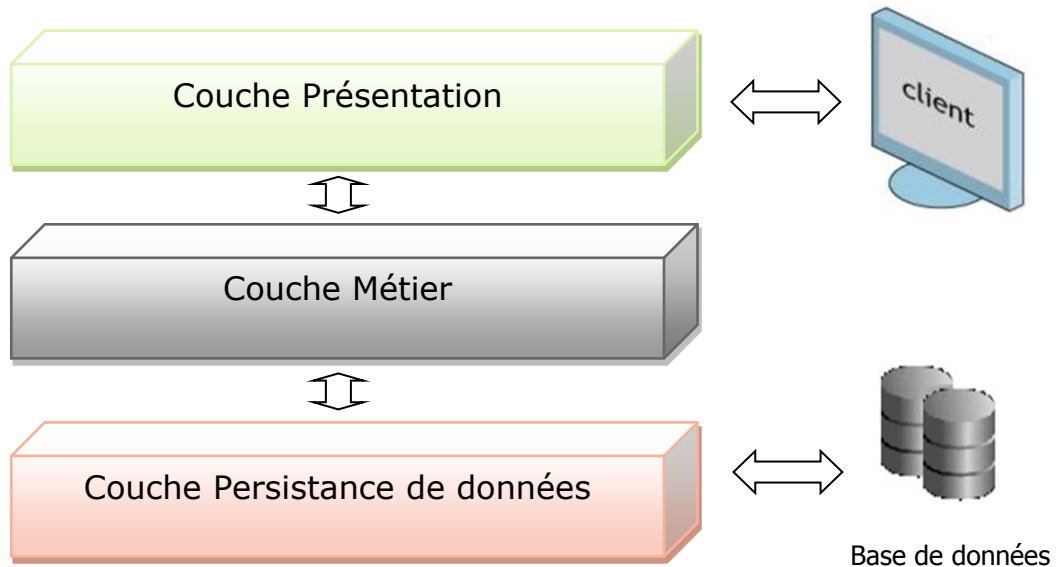 Couche Présentation
client
Couche Métier
Couche Persistance de données
Base de données